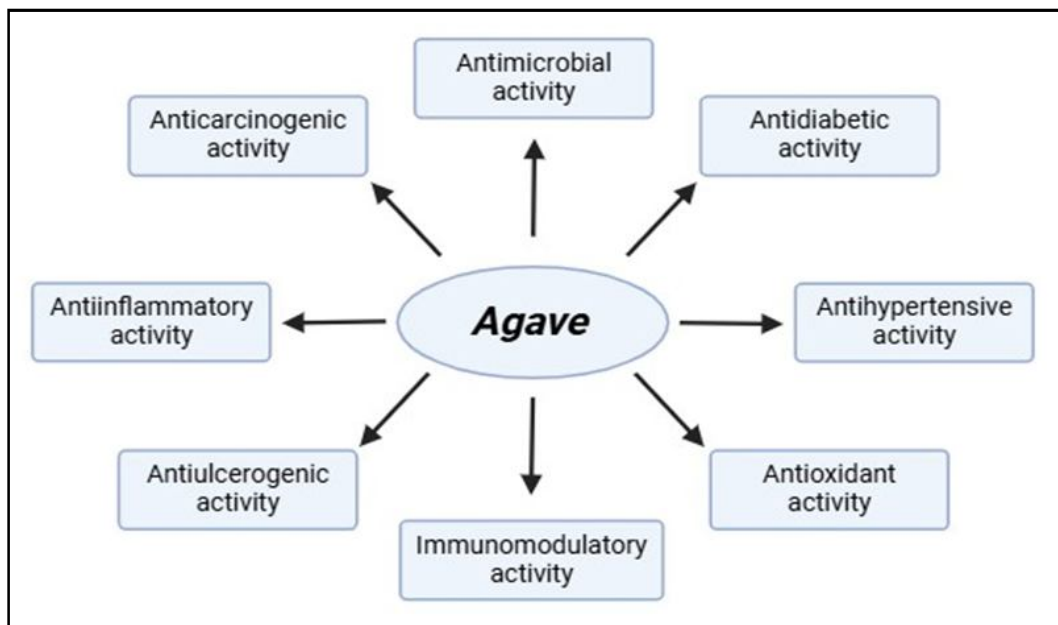 Antimicrobial
activity
Anticarcinogenic
activity
Antidiabetic
activity
Antiinflammatory
activity
Agave
Antihypertensive
activity
Antiulcerogenic
activity
Antioxidant
activity
Immunomodulatory
activity